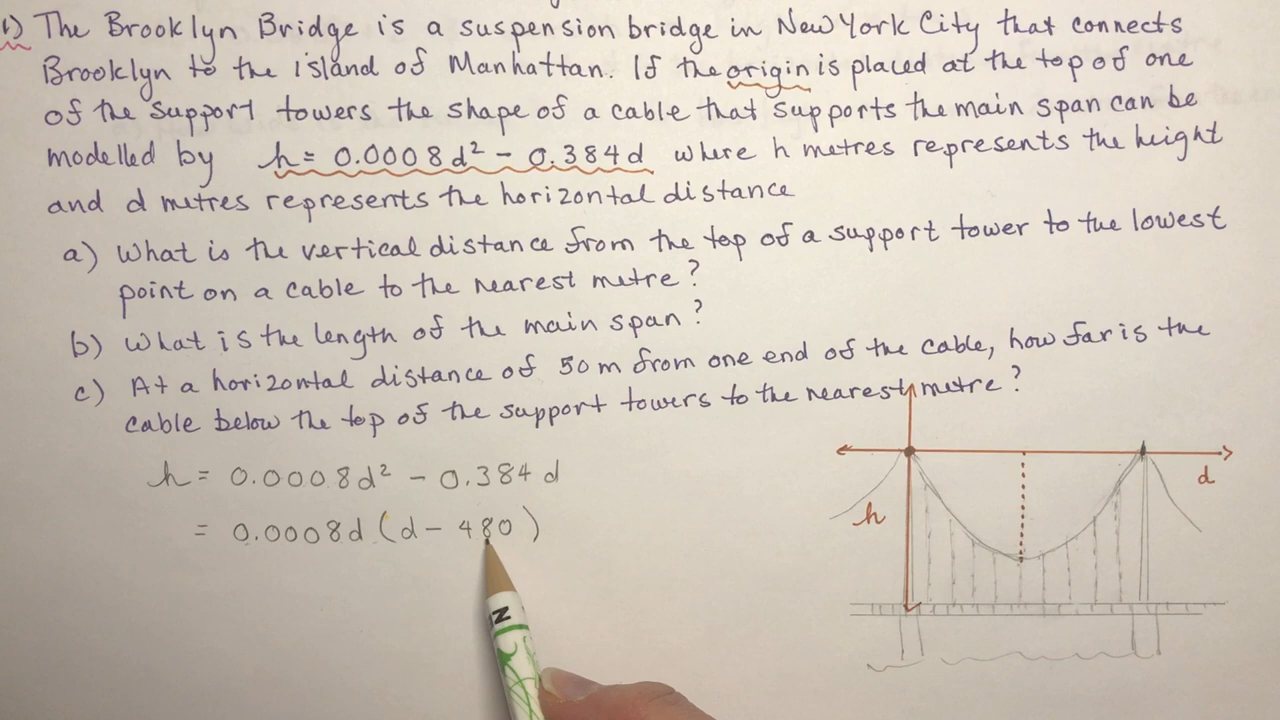 1) The Brooklyn Bridge is a suspension bridge in New York City that connects
Brooklyn to the island of Manhattan. If the origin is placed at the top of one
of the support towers the shape of a cable that supports the main span can be
modelled by h = 0.0008d² - 0.384d where h metres represents the height
and d metres represents the horizontal distance
a) What is the vertical distance from the top of a support tower to the lowest
point on a cable to the nearest metre?
b) What is the length of the main span?
c) At a horizontal distance of 50 m from one end of the cable, how far is the
cable below the top of the support towers to the nearest metre?
h = 0.0008d² - 0.384d
= 0.0008d (d - 480)
d
h